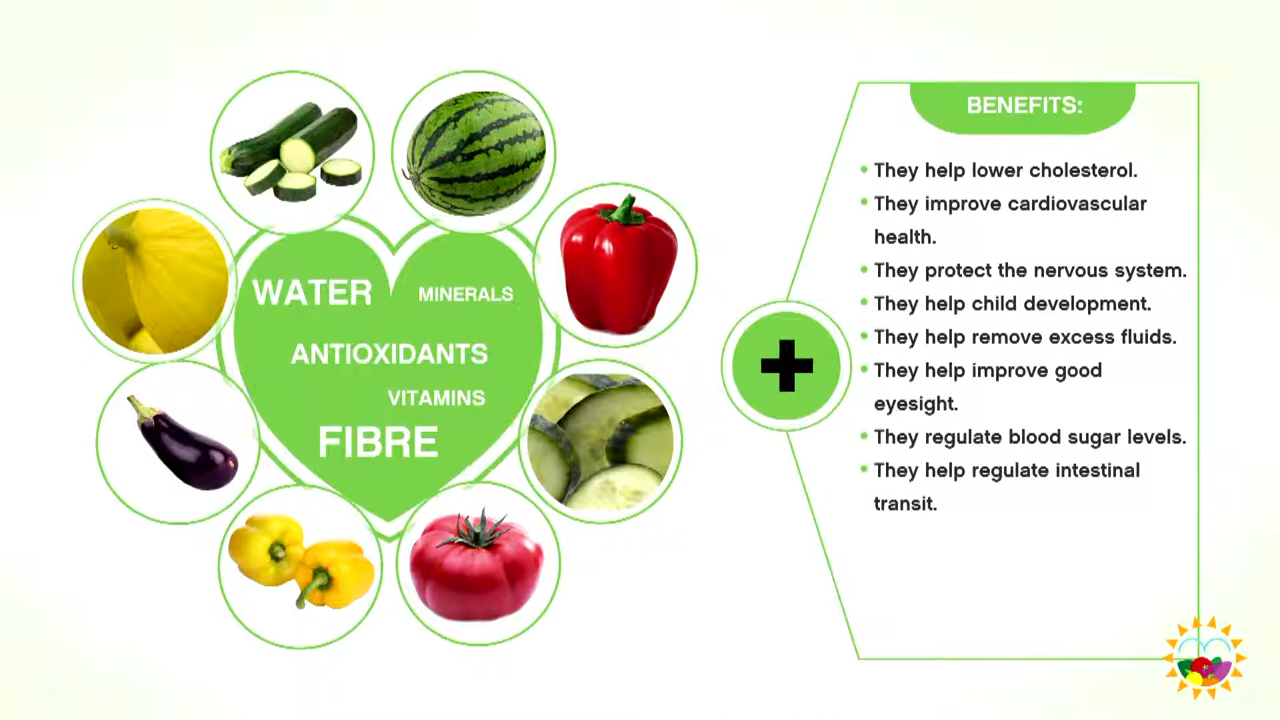 WATER
MINERALS
ANTIOXIDANTS
VITAMINS
FIBRE
BENEFITS:
• They help lower cholesterol.
• They improve cardiovascular
health.
• They protect the nervous system.
• They help child development.
• They help remove excess fluids.
• They help improve good
eyesight.
• They regulate blood sugar levels.
• They help regulate intestinal
transit.